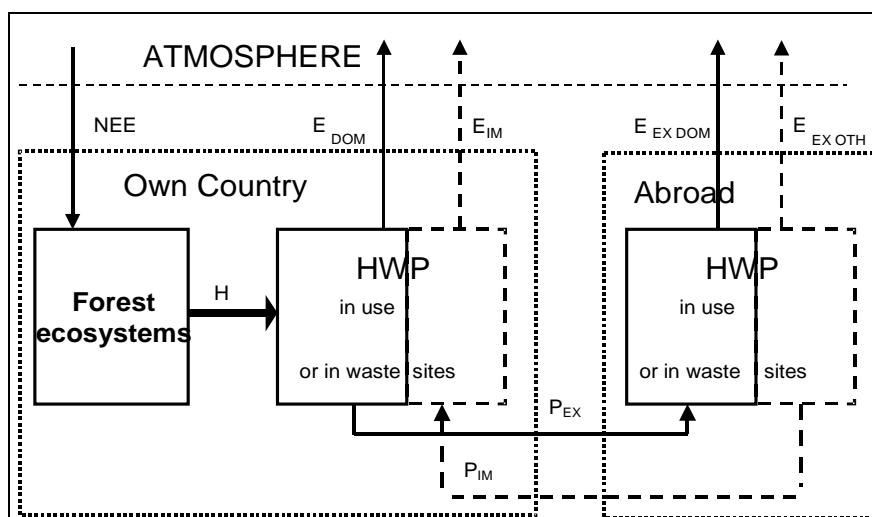 ATMOSPHERE
NEE E DOM E IM E EX DOM E EX OTH
Own Country Abroad
HWP HWP
Forest ecosystems
H
in use in use
or in waste sites or in waste sites
P EX
P IM